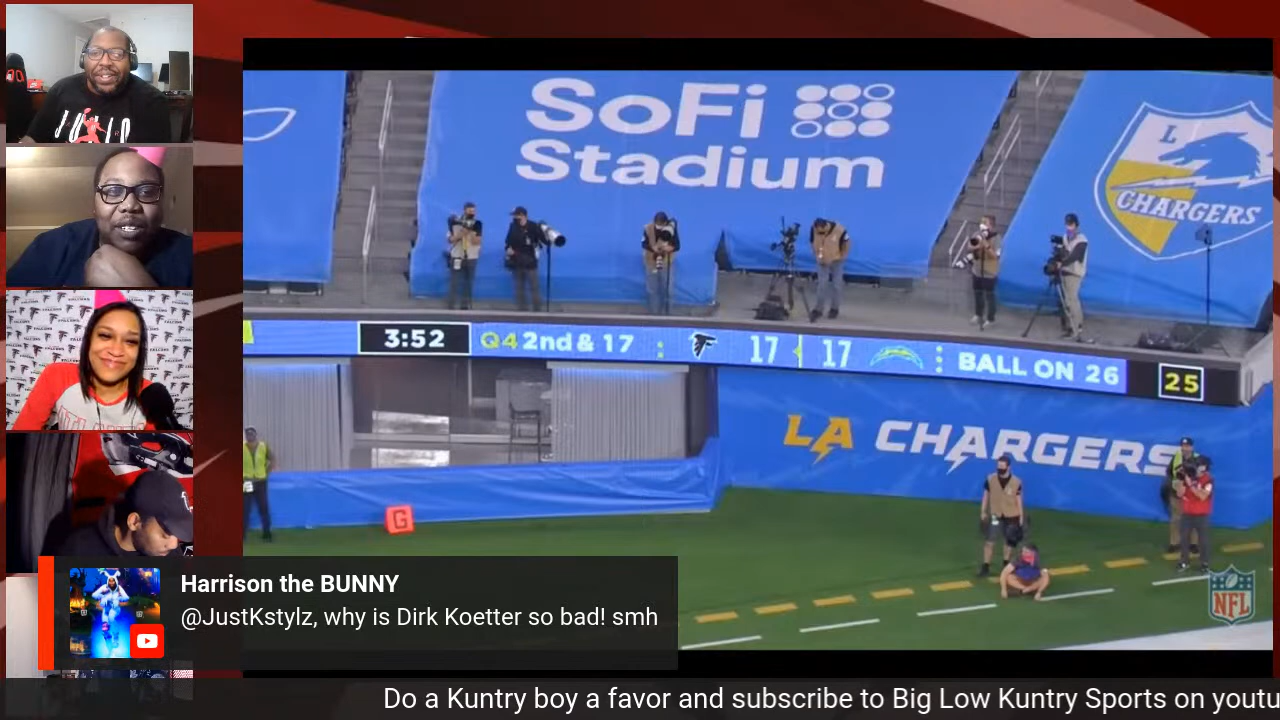 SoFi
Stadium
L
CHARGERS
3:52 Q4 2nd & 17 : 17 17 : BALL ON 26 25
LA CHARGERS
G
NFL
Harrison the BUNNY
@JustKstylz, why is Dirk Koetter so bad! smh
Do a Kuntry boy a favor and subscribe to Big Low Kuntry Sports on youtu